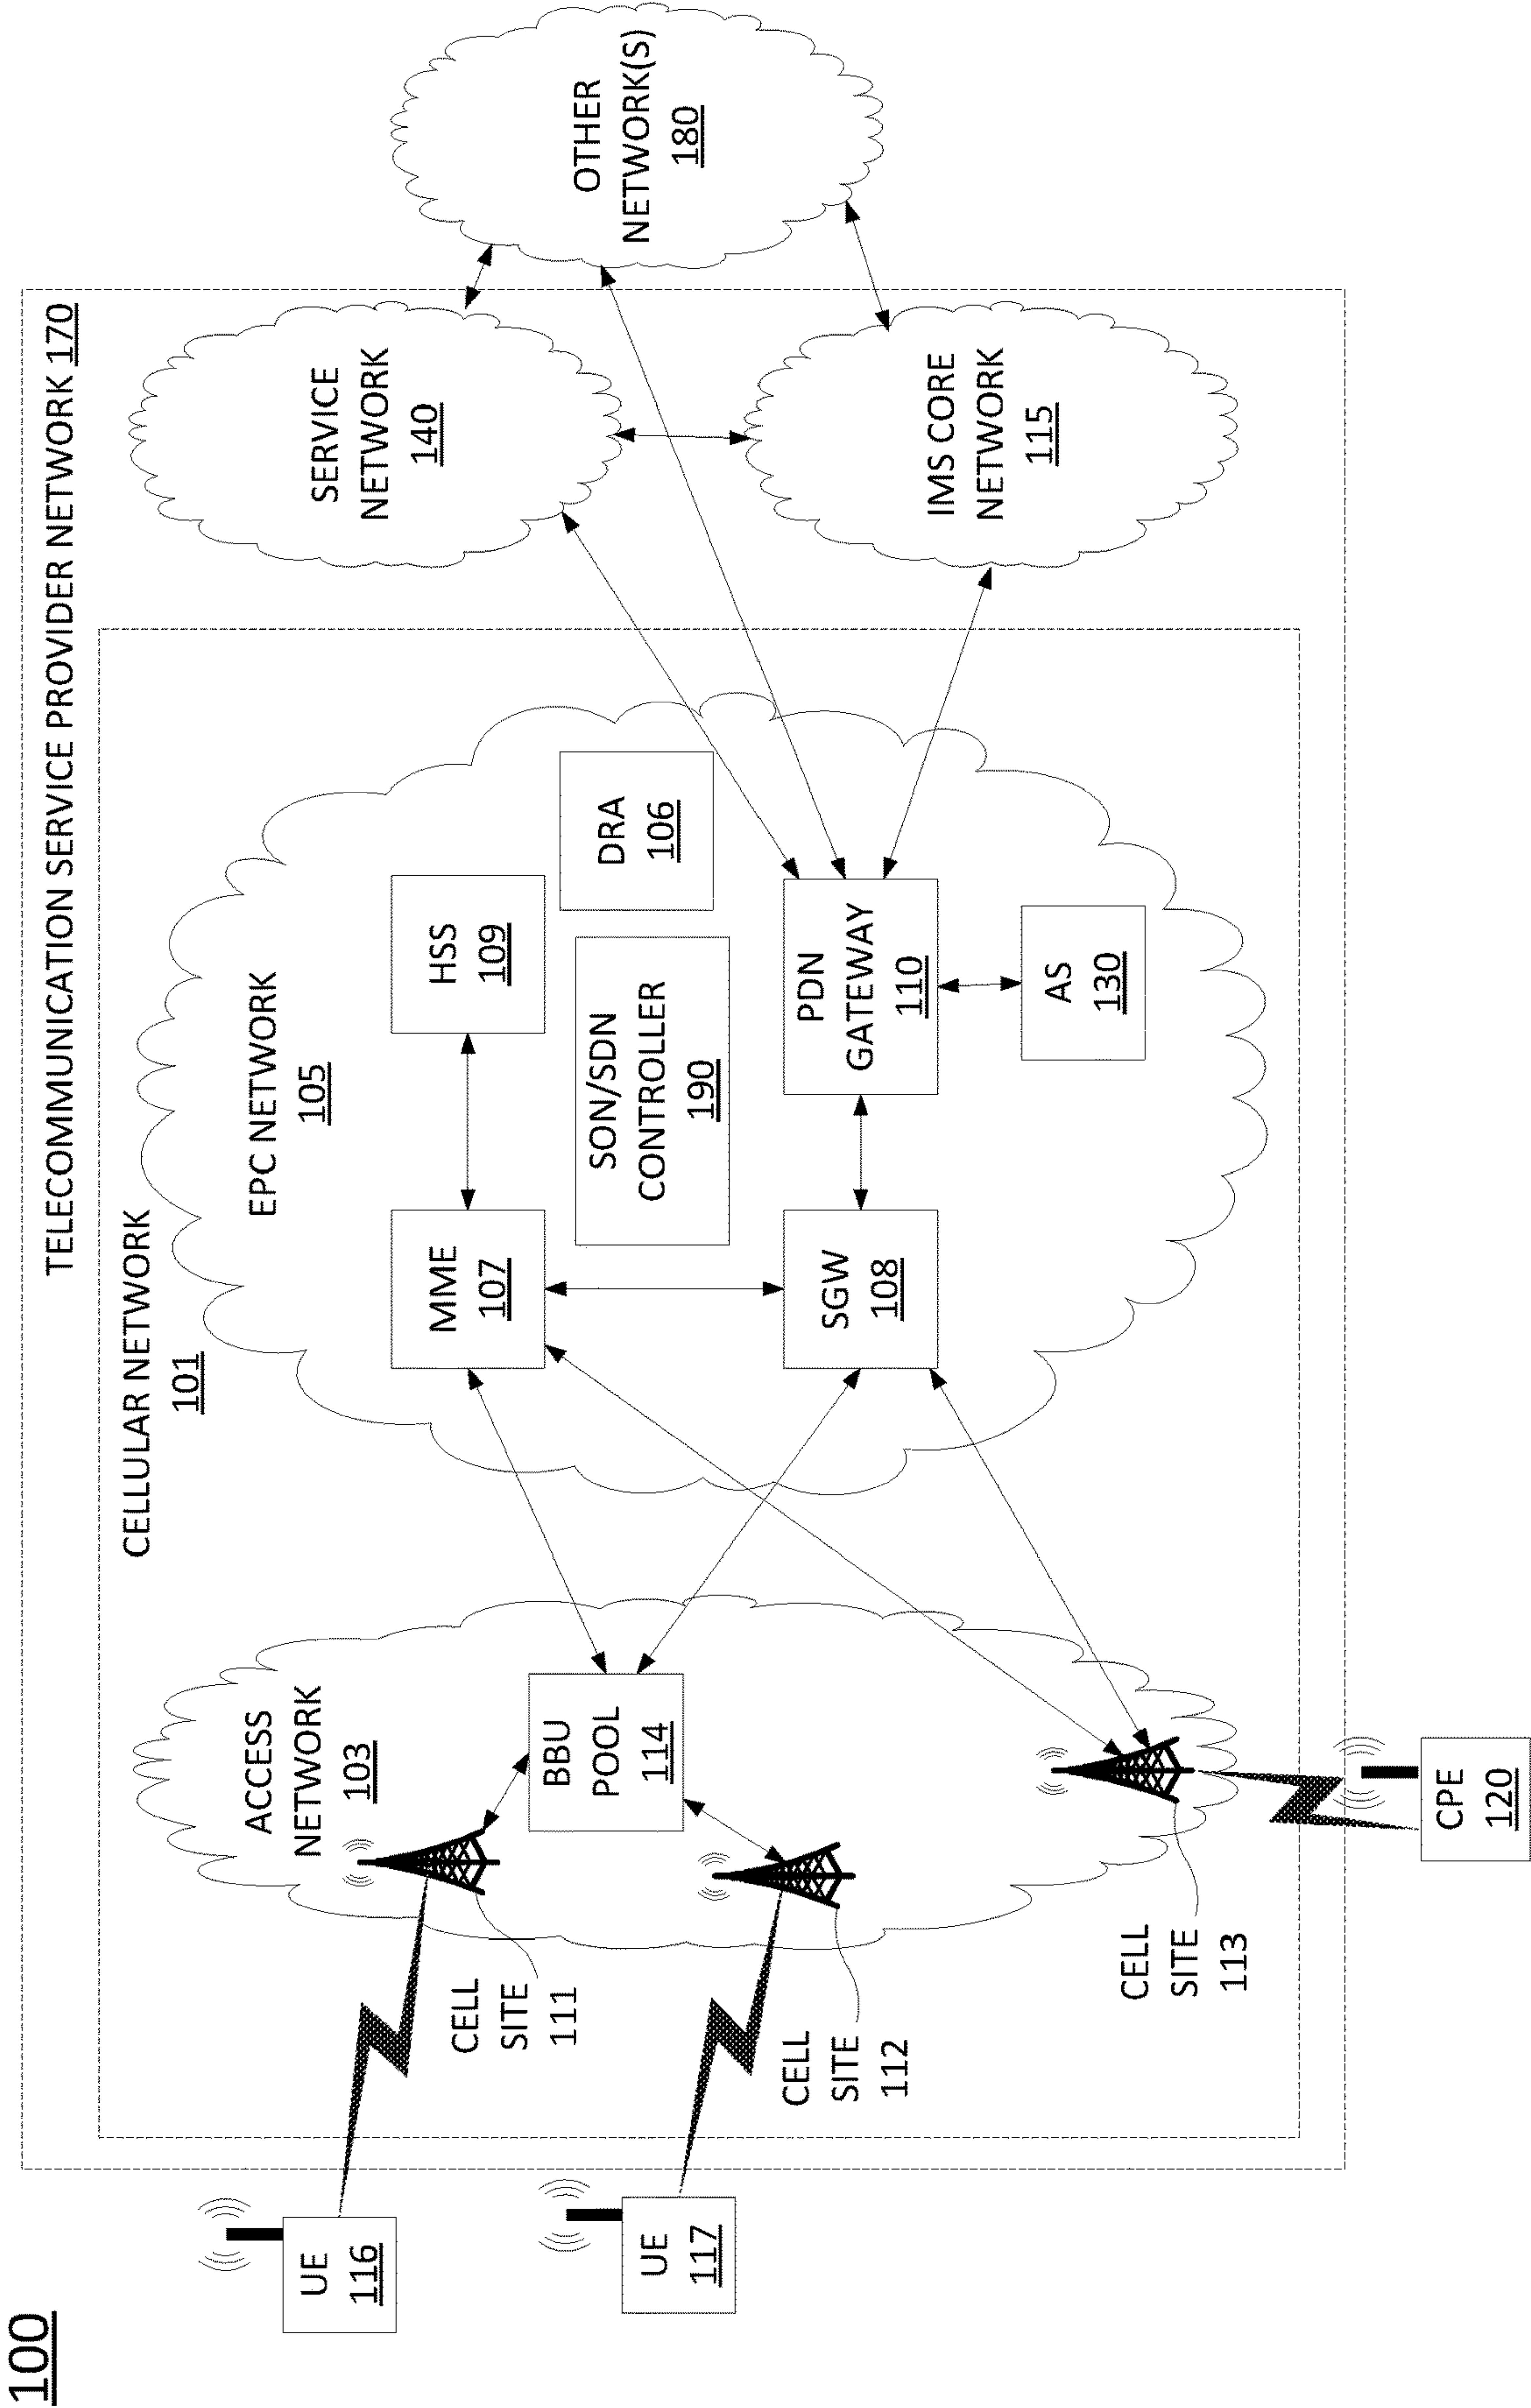 100
TELECOMMUNICATION SERVICE PROVIDER NETWORK 170
CELLULAR NETWORK
101
ACCESS
NETWORK
103
EPC NETWORK
105
UE
116
UE
117
CELL
SITE
111
CELL
SITE
112
CELL
SITE
113
CPE
120
BBU
POOL
114
MME
107
HSS
109
SON/SDN
CONTROLLER
190
DRA
106
SGW
108
PDN
GATEWAY
110
AS
130
SERVICE
NETWORK
140
IMS CORE
NETWORK
115
OTHER
NETWORK(S)
180